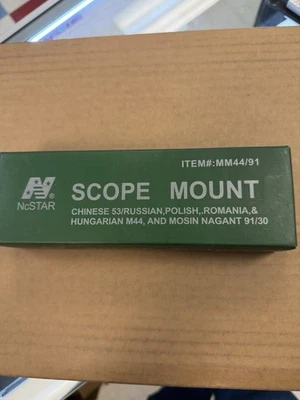 ITEM#:MM44/91
NcSTAR
SCOPE MOUNT
CHINESE 53/RUSSIAN,POLISH,.ROMANIA,&
HUNGARIAN M44, AND MOSIN NAGANT 91/30